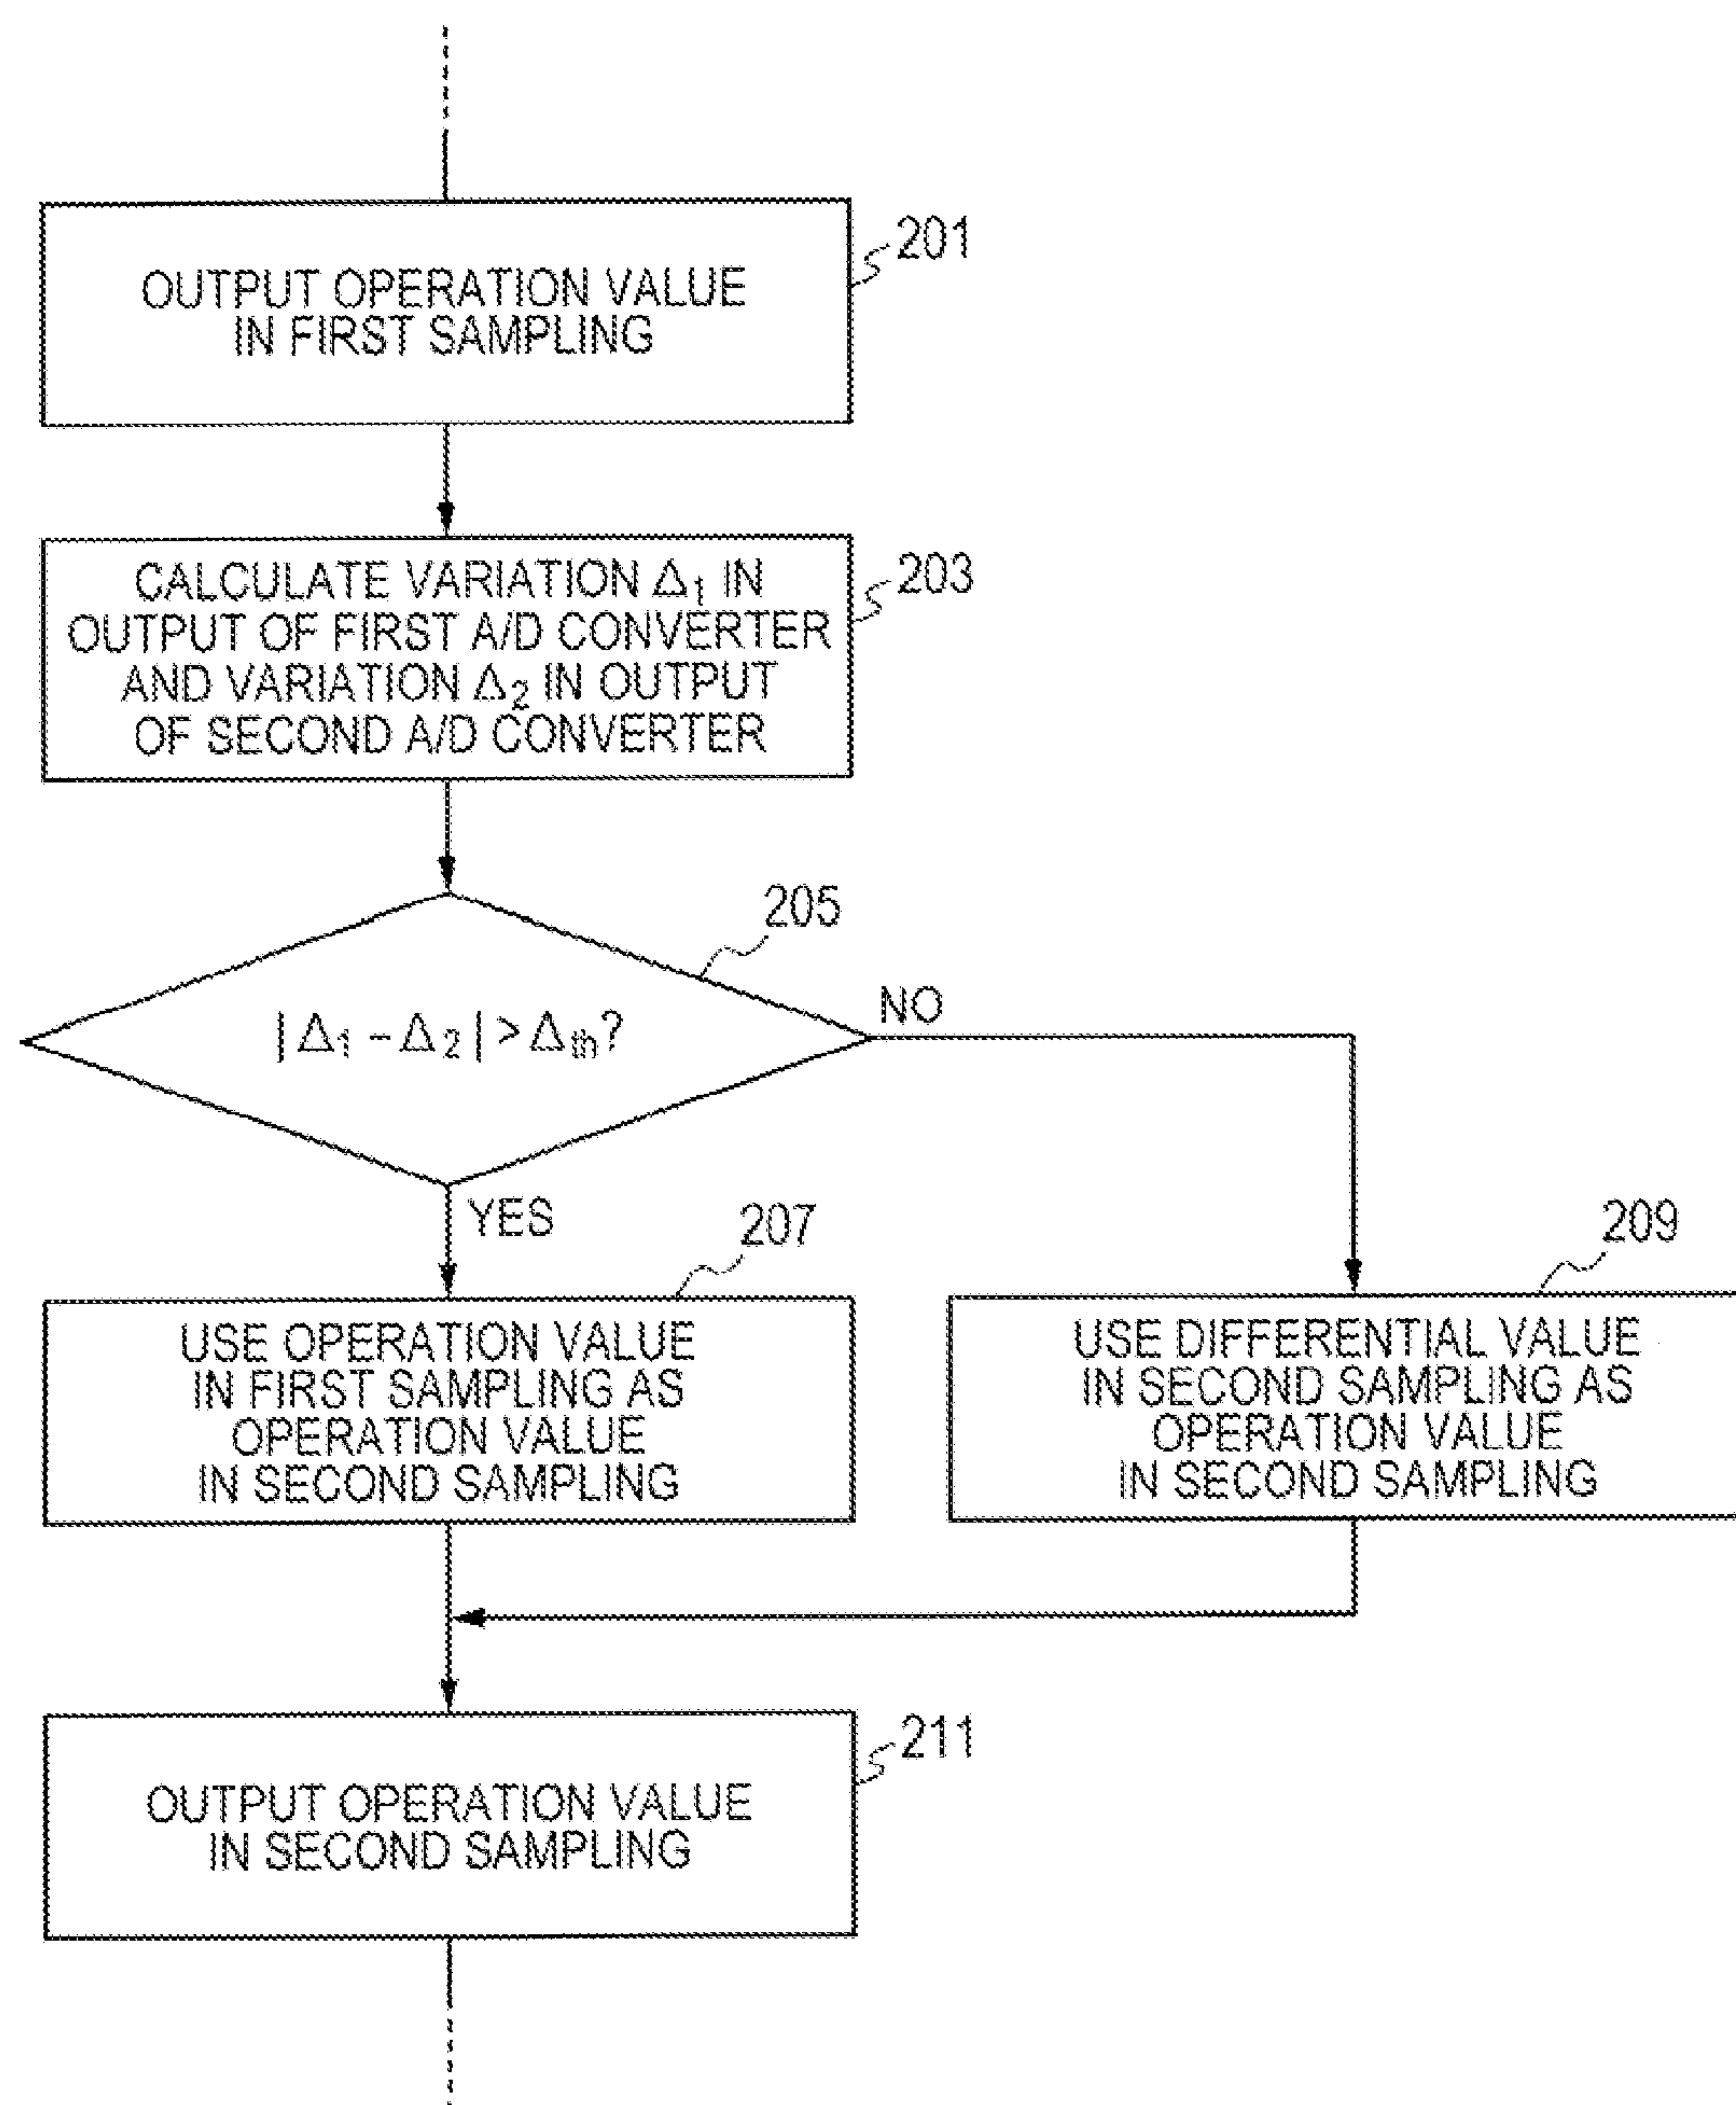 OUTPUT OPERATION VALUE
IN FIRST SAMPLING
201
CALCULATE VARIATION Δ1 IN
OUTPUT OF FIRST A/D CONVERTER
AND VARIATION Δ2 IN OUTPUT
OF SECOND A/D CONVERTER
203
205
|Δ1 – Δ2| > Δth?
NO
YES
207
USE OPERATION VALUE
IN FIRST SAMPLING AS
OPERATION VALUE
IN SECOND SAMPLING
209
USE DIFFERENTIAL VALUE
IN SECOND SAMPLING AS
OPERATION VALUE
IN SECOND SAMPLING
OUTPUT OPERATION VALUE
IN SECOND SAMPLING
211